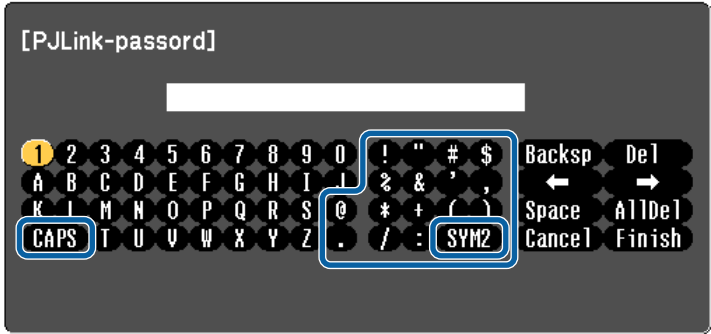 [PJLink-passord]
1 2 3 4 5 6 7 8 9 0 ! " # $ Backsp Del
A B C D E F G H I J % & ' , ← →
K L M N O P Q R S @ * + ( ) Space AllDel
CAPS T U V W X Y Z . / : SYM2 Cancel Finish